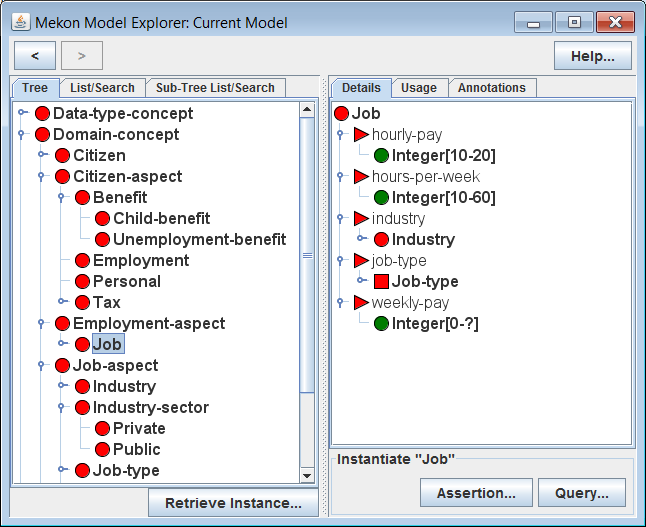 Mekon Model Explorer: Current Model
< > Help...
Tree List/Search Sub-Tree List/Search
Data-type-concept
Domain-concept
Citizen
Citizen-aspect
Benefit
Child-benefit
Unemployment-benefit
Employment
Personal
Tax
Employment-aspect
Job
Job-aspect
Industry
Industry-sector
Private
Public
Job-type
Retrieve Instance...
Details Usage Annotations
Job
hourly-pay
Integer[10-20]
hours-per-week
Integer[10-60]
industry
Industry
job-type
Job-type
weekly-pay
Integer[0-?]
Instantiate "Job"
Assertion... Query...